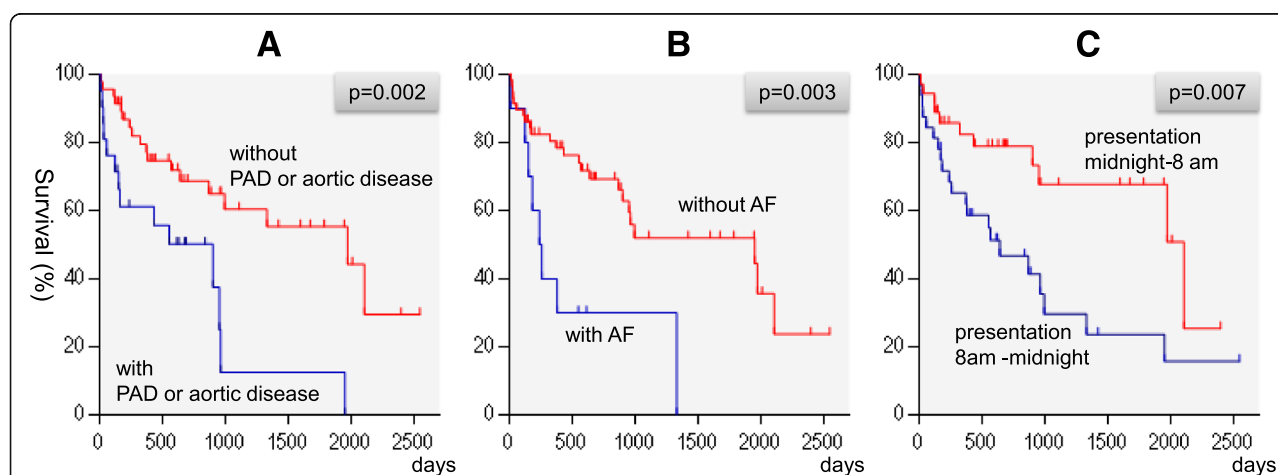 A
B
C
Survival (%)
100
80
60
40
20
0
p=0.002
without
PAD or aortic disease
with
PAD or aortic disease
0 500 1000 1500 2000 2500
days
100
80
60
40
20
0
p=0.003
without AF
with AF
0 500 1000 1500 2000 2500
days
100
80
60
40
20
0
p=0.007
presentation
midnight-8 am
presentation
8am -midnight
0 500 1000 1500 2000 2500
days